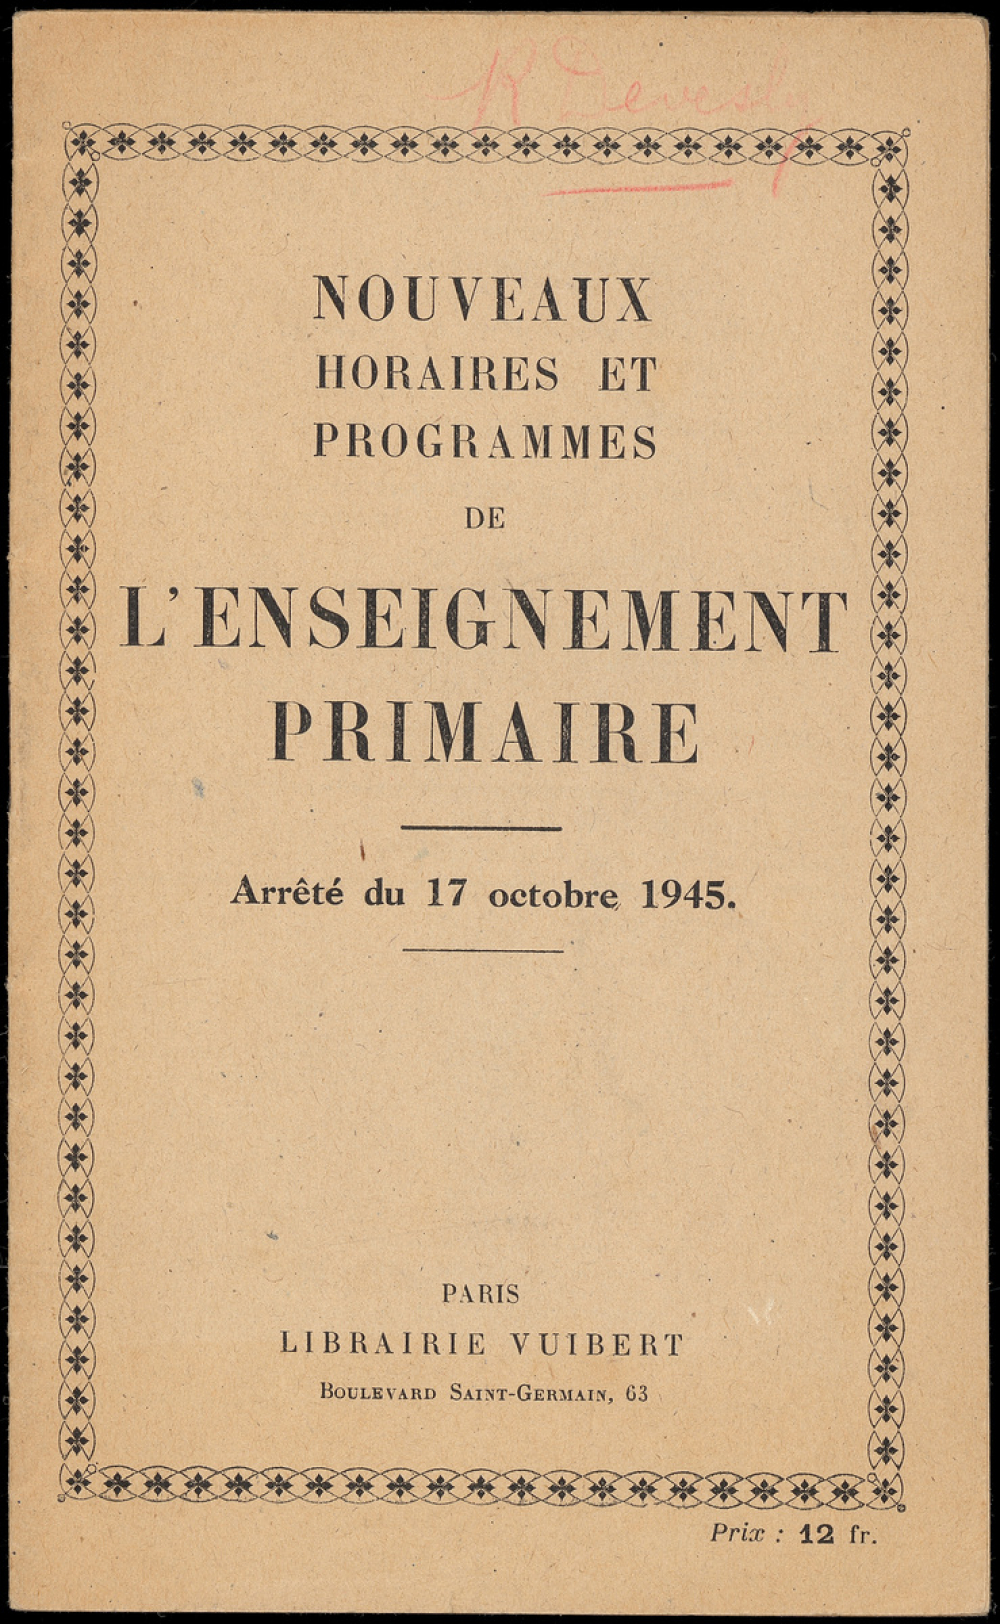 NOUVEAUX
HORAIRES ET
PROGRAMMES
DE
L'ENSEIGNEMENT
PRIMAIRE
Arrêté du 17 octobre 1945.
PARIS
LIBRAIRIE VUIBERT
BOULEVARD SAINT-GERMAIN, 63
Prix : 12 fr.